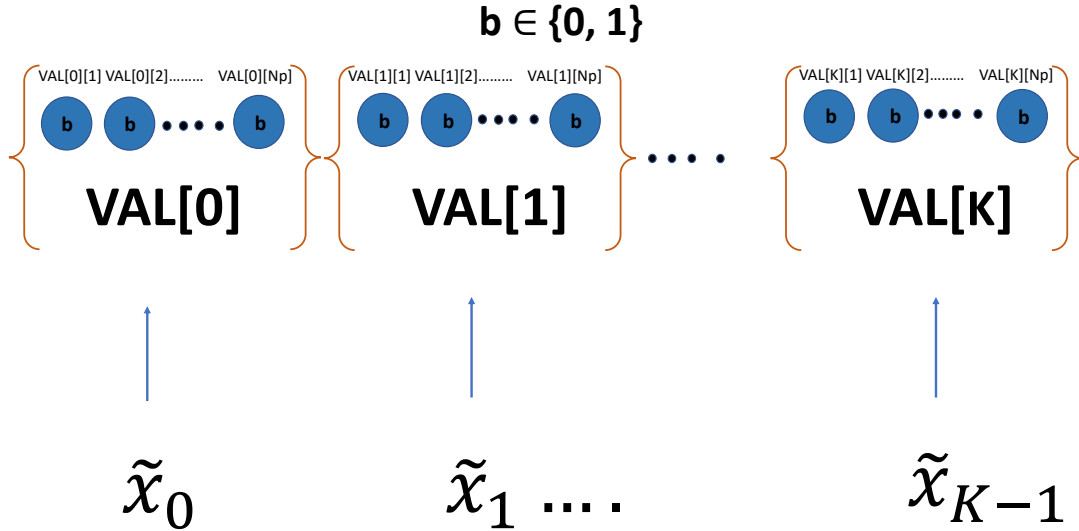 b ∈ {0, 1}
VAL[0][1] VAL[0][2]......... VAL[0][Np] VAL[1][1] VAL[1][2]......... VAL[1][Np] VAL[K][1] VAL[K][2]......... VAL[K][Np]
b b •••• b b b •••• b •••• b b •••• b
VAL[0] VAL[1] VAL[K]
x̃₀ x̃₁ .... x̃_{K−1}